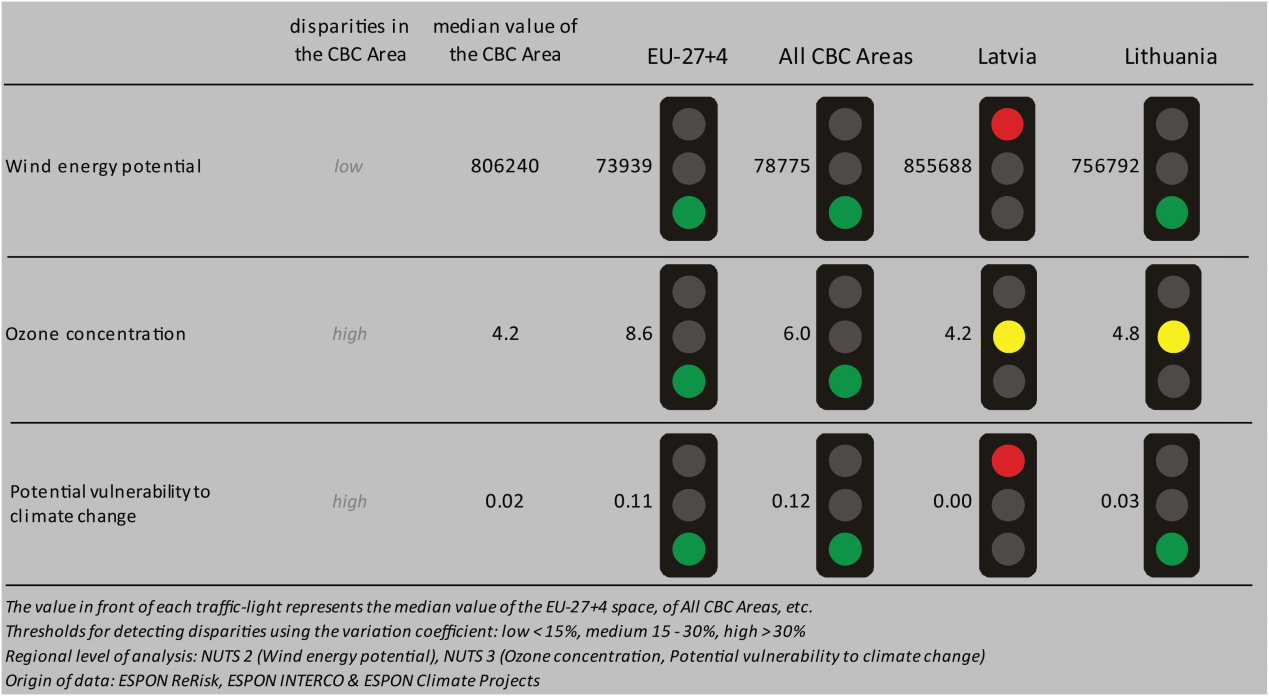 disparities in
the CBC Area
median value of
the CBC Area
EU-27+4
All CBC Areas
Latvia
Lithuania
Wind energy potential low 806240 73939 78775 855688 756792
Ozone concentration high 4.2 8.6 6.0 4.2 4.8
Potential vulnerability to
climate change
high 0.02 0.11 0.12 0.00 0.03
The value in front of each traffic-light represents the median value of the EU-27+4 space, of All CBC Areas, etc.
Thresholds for detecting disparities using the variation coefficient: low < 15%, medium 15 - 30%, high > 30%
Regional level of analysis: NUTS 2 (Wind energy potential), NUTS 3 (Ozone concentration, Potential vulnerability to climate change)
Origin of data: ESPON ReRisk, ESPON INTERCO & ESPON Climate Projects